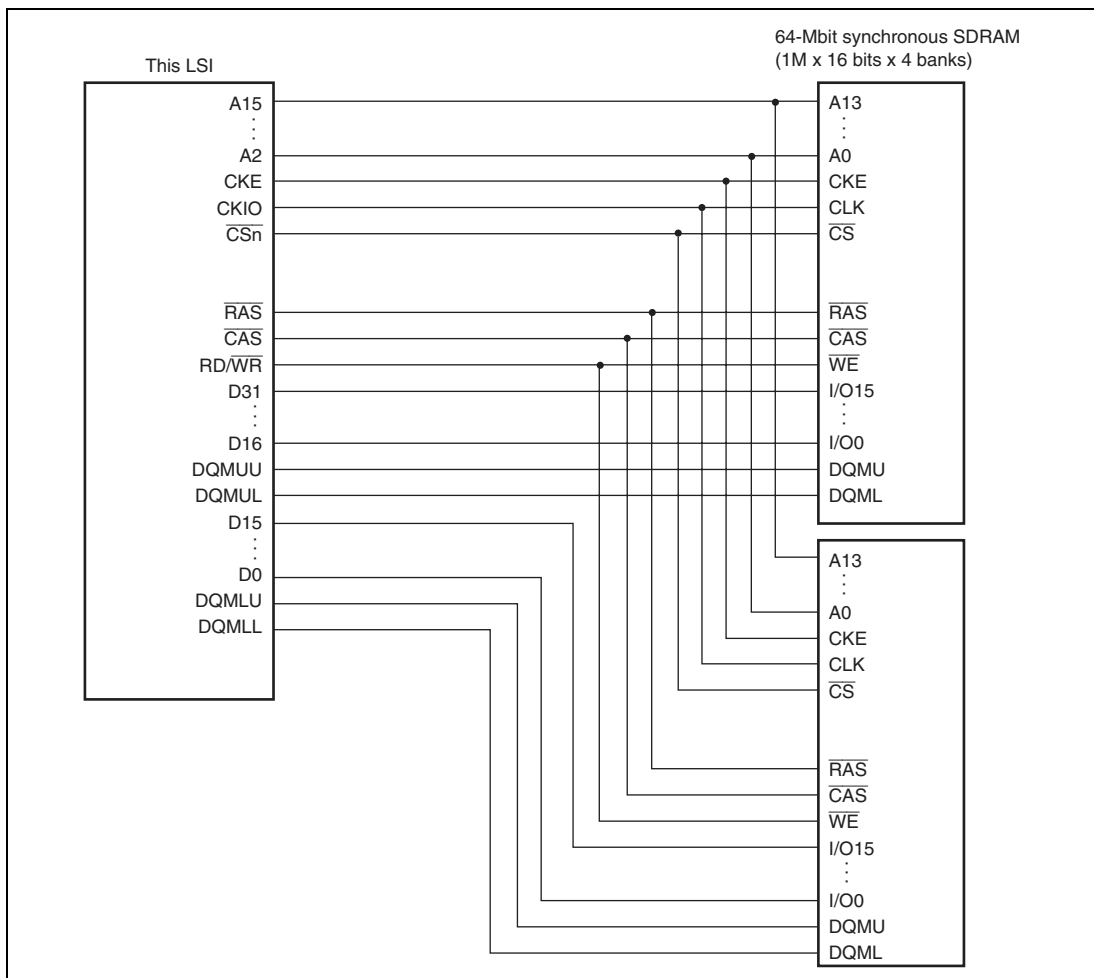 64-Mbit synchronous SDRAM
(1M x 16 bits x 4 banks)
This LSI
A15
A2
CKE
CKIO
CSn
RAS
CAS
RD/WR
D31
D16
DQMUU
DQMUL
D15
D0
DQMLU
DQMLL
A13
A0
CKE
CLK
CS
RAS
CAS
WE
I/O15
I/O0
DQMU
DQML
A13
A0
CKE
CLK
CS
RAS
CAS
WE
I/O15
I/O0
DQMU
DQML